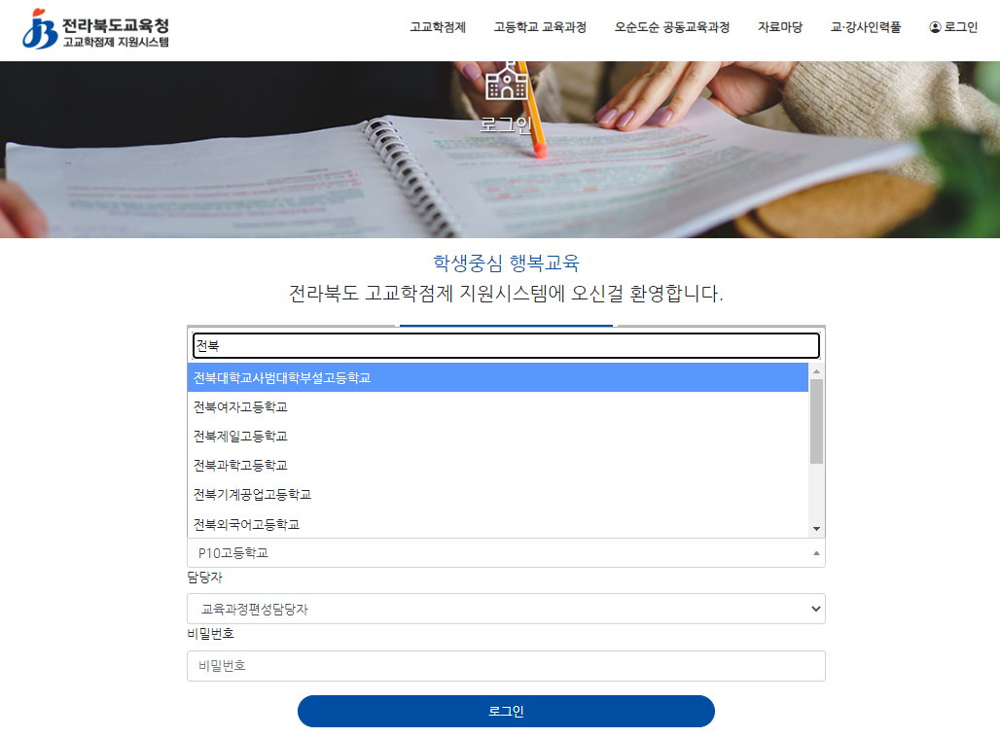 전라북도교육청
고교학점제 지원시스템
고교학점제 고등학교 교육과정 오순도순 공동교육과정 자료마당 교·강사인력풀 로그인
로그인
학생중심 행복교육
전라북도 고교학점제 지원시스템에 오신걸 환영합니다.
전북
전북대학교사범대학부설고등학교
전북여자고등학교
전북제일고등학교
전북과학고등학교
전북기계공업고등학교
전북외국어고등학교
P10고등학교
담당자
교육과정편성담당자
비밀번호
비밀번호
로그인